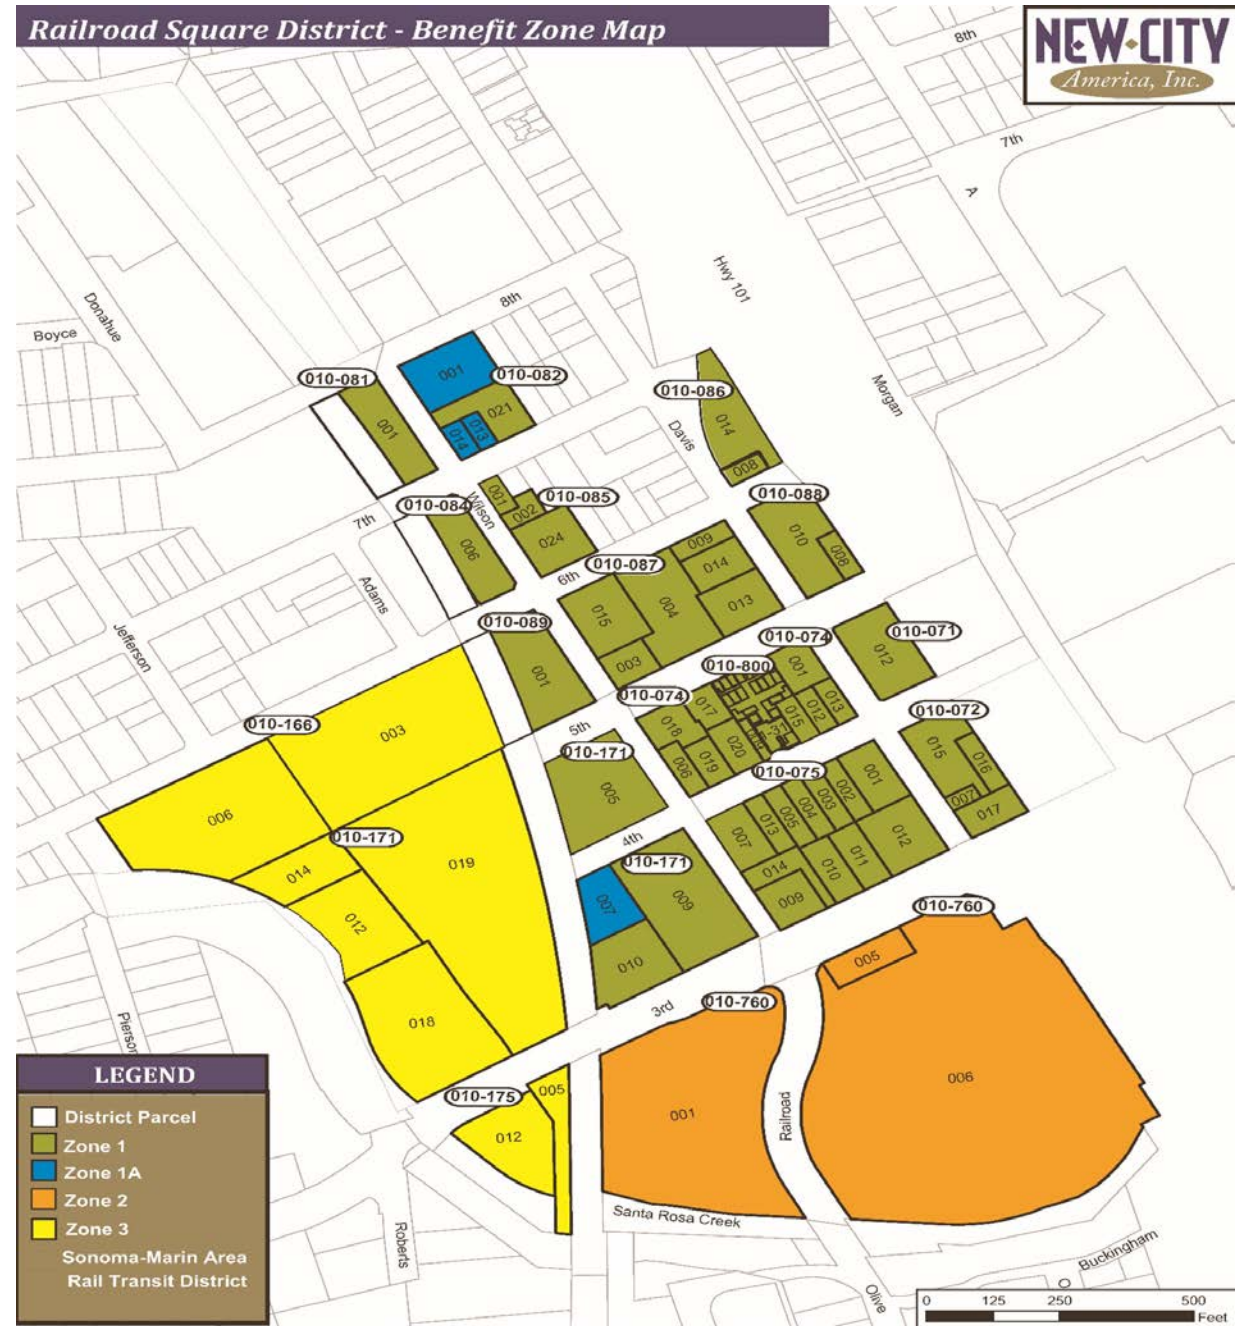 Railroad Square District - Benefit Zone Map
NEW CITY
America, Inc.
8th
7th
A
Hwy 101
Donahue
Boyce
8th
Morgan
010-081
001
010-082
001
021
013
014
010-086
014
008
Davis
7th
010-084
006
Wilson
001
002
010-085
024
010-088
010
006
Adams
Jefferson
6th
010-087
009
014
015
004
013
003
010-089
001
010-074
010-071
012
010-800
001
010-074
018
017
015
012
013
006
019
020
-31
010-072
015
016
007
017
010-166
003
006
5th
010-171
005
010-075
001
002
003
004
005
013
007
014
009
010
011
012
010-171
014
019
012
018
4th
010-171
007
009
010
3rd
010-760
005
006
010-760
001
Railroad
Pierson
010-175
005
012
Santa Rosa Creek
Roberts
Olive
Buckingham
O
LEGEND
District Parcel
Zone 1
Zone 1A
Zone 2
Zone 3
Sonoma-Marin Area
Rail Transit District
0 125 250 500
Feet